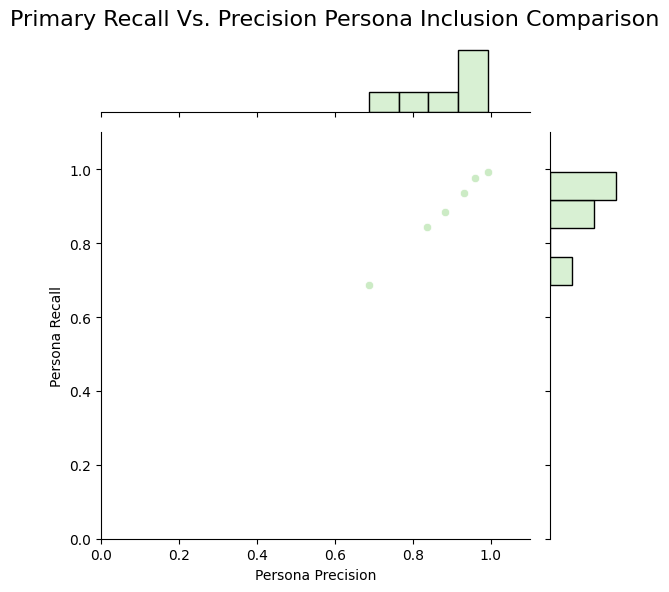 Primary Recall Vs. Precision Persona Inclusion Comparison
1.0
0.8
0.6
0.4
0.2
0.0
Persona Recall
0.0 0.2 0.4 0.6 0.8 1.0
Persona Precision